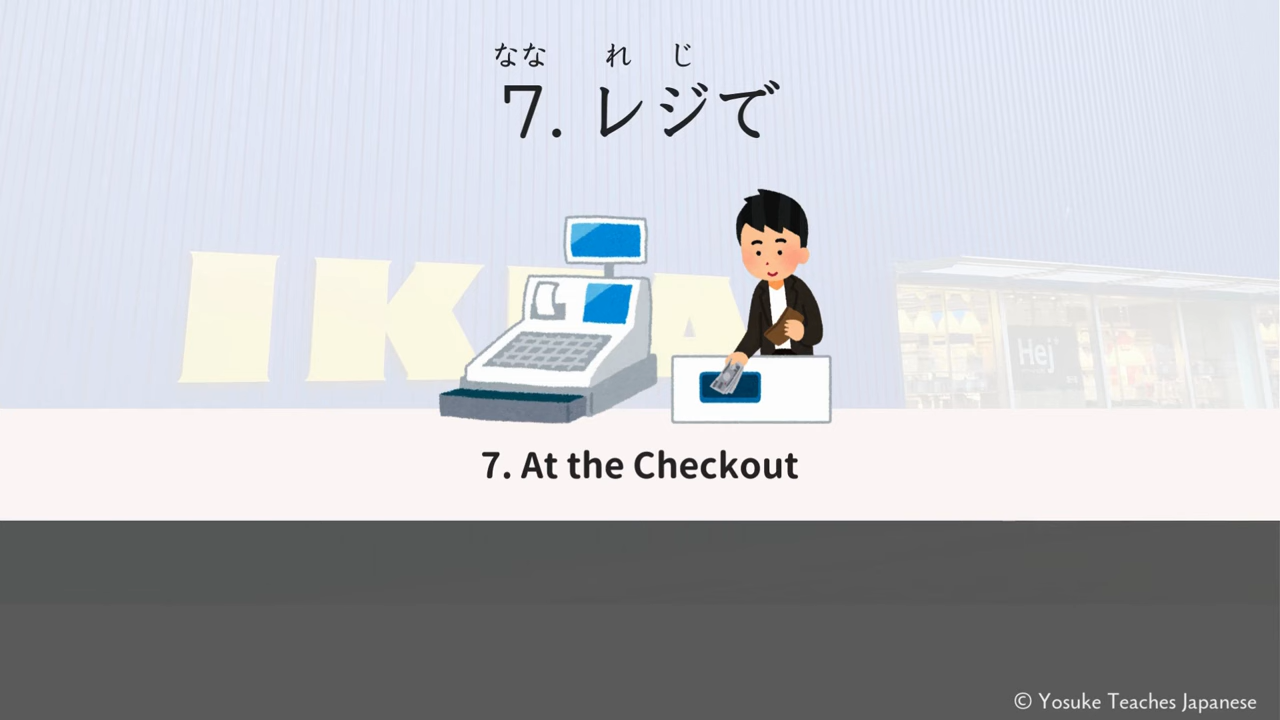 なな れ じ
7. レジで
IKEA
Hej
7. At the Checkout
© Yosuke Teaches Japanese